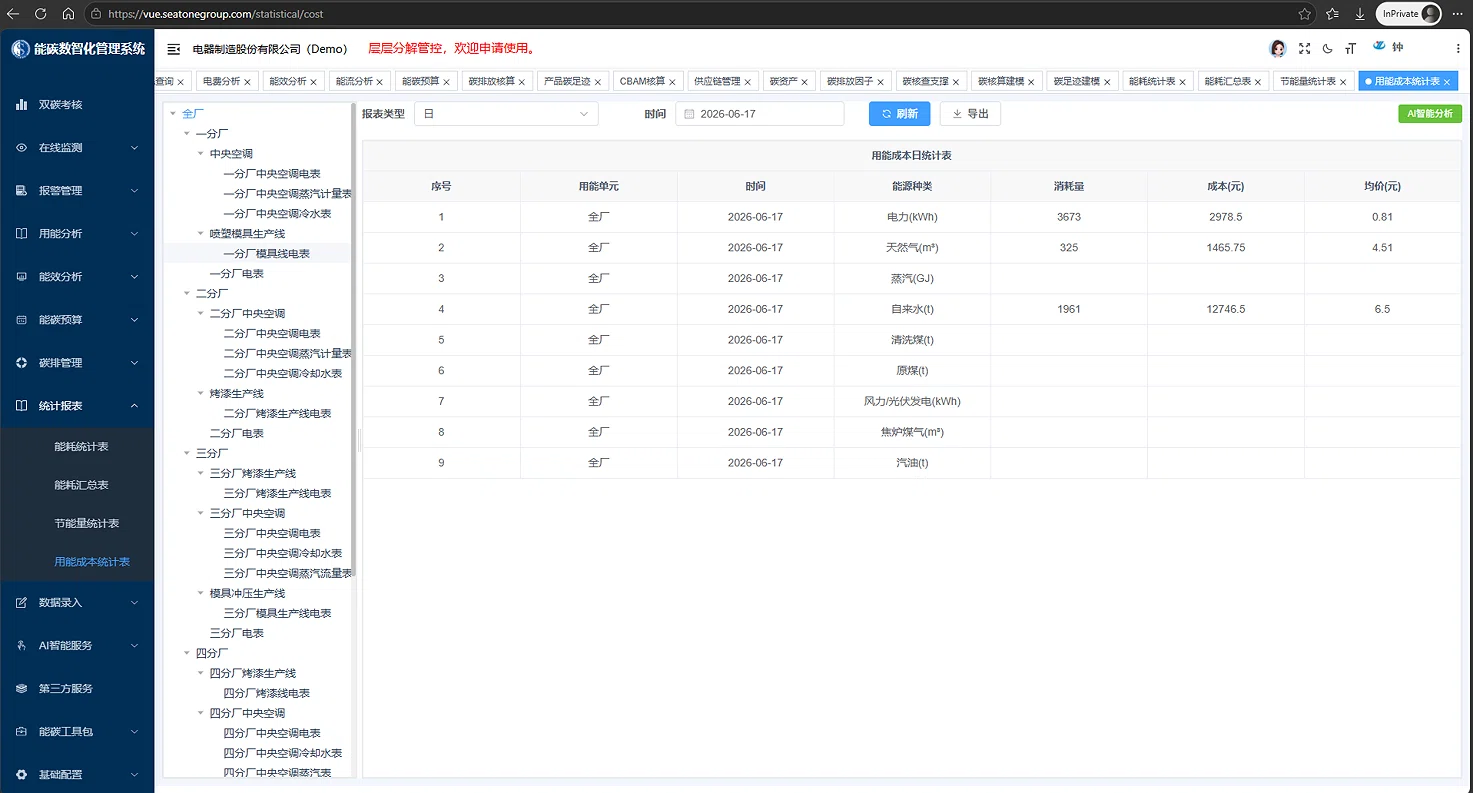 https://vue.seatonegroup.com/statistical/cost
InPrivate
能碳数智化管理系统
电器制造股份有限公司（Demo）
层层分解管控，欢迎申请使用。
钟
查询 ×
电费分析 ×
能效分析 ×
能流分析 ×
能碳预算 ×
碳排放核算 ×
产品碳足迹 ×
CBAM核算 ×
供应链管理 ×
碳资产 ×
碳排放因子 ×
碳核查支撑 ×
碳核算建模 ×
碳足迹建模 ×
能耗统计表 ×
能耗汇总表 ×
节能量统计表 ×
用能成本统计表 ×
双碳考核
在线监测
报警管理
用能分析
能效分析
能碳预算
碳排管理
统计报表
能耗统计表
能耗汇总表
节能量统计表
用能成本统计表
数据录入
AI智能服务
第三方服务
能碳工具包
基础配置
全厂
一分厂
中央空调
一分厂中央空调电表
一分厂中央空调蒸汽计量表
一分厂中央空调冷水表
喷塑模具生产线
一分厂模具线电表
一分厂电表
二分厂
二分厂中央空调
二分厂中央空调电表
二分厂中央空调蒸汽计量表
二分厂中央空调冷却水表
烤漆生产线
二分厂烤漆生产线电表
二分厂电表
三分厂
三分厂烤漆生产线
三分厂烤漆生产线电表
三分厂中央空调
三分厂中央空调电表
三分厂中央空调冷却水表
三分厂中央空调蒸汽流量表
模具冲压生产线
三分厂模具生产线电表
三分厂电表
四分厂
四分厂烤漆生产线
四分厂烤漆线电表
四分厂中央空调
四分厂中央空调电表
四分厂中央空调冷却水表
四分厂中央空调蒸汽表
报表类型 日 时间 2026-06-17 刷新 导出 AI智能分析
用能成本日统计表
序号 用能单元 时间 能源种类 消耗量 成本(元) 均价(元)
1 全厂 2026-06-17 电力(kWh) 3673 2978.5 0.81
2 全厂 2026-06-17 天然气(m³) 325 1465.75 4.51
3 全厂 2026-06-17 蒸汽(GJ)
4 全厂 2026-06-17 自来水(t) 1961 12746.5 6.5
5 全厂 2026-06-17 清洗煤(t)
6 全厂 2026-06-17 原煤(t)
7 全厂 2026-06-17 风力/光伏发电(kWh)
8 全厂 2026-06-17 焦炉煤气(m³)
9 全厂 2026-06-17 汽油(t)